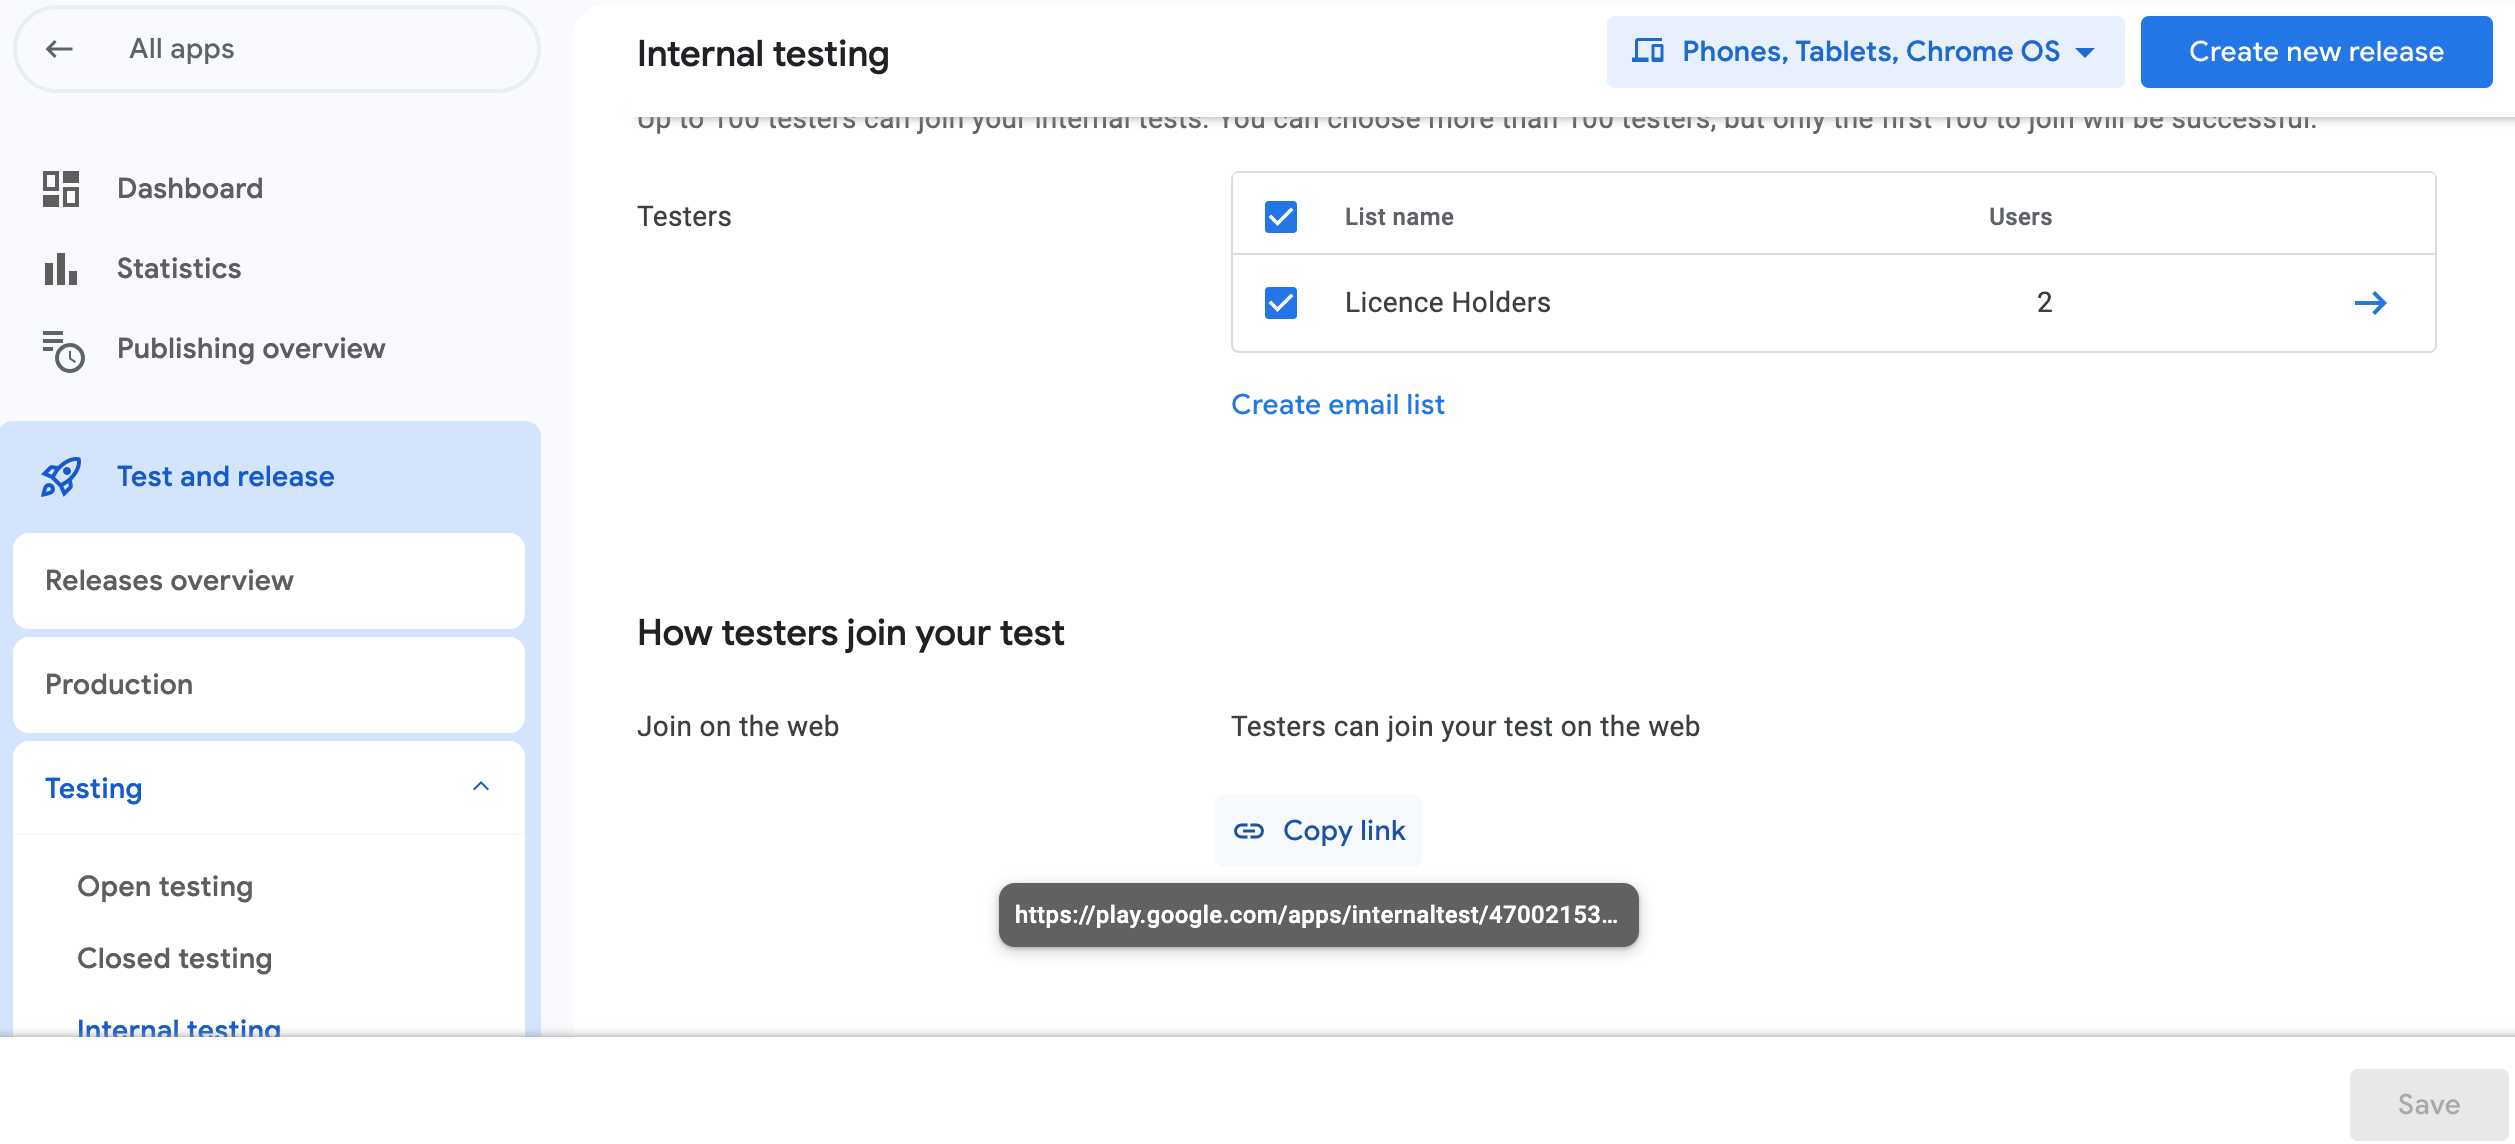 All apps
Dashboard
Statistics
Publishing overview
Test and release
Releases overview
Production
Testing
Open testing
Closed testing
Internal testing
Internal testing
Phones, Tablets, Chrome OS
Create new release
Up to 100 testers can join your internal tests. You can choose more than 100 testers, but only the first 100 to join will be successful.
Testers
List name Users
Licence Holders 2
Create email list
How testers join your test
Join on the web
Testers can join your test on the web
Copy link
https://play.google.com/apps/internaltest/47002153...
Save